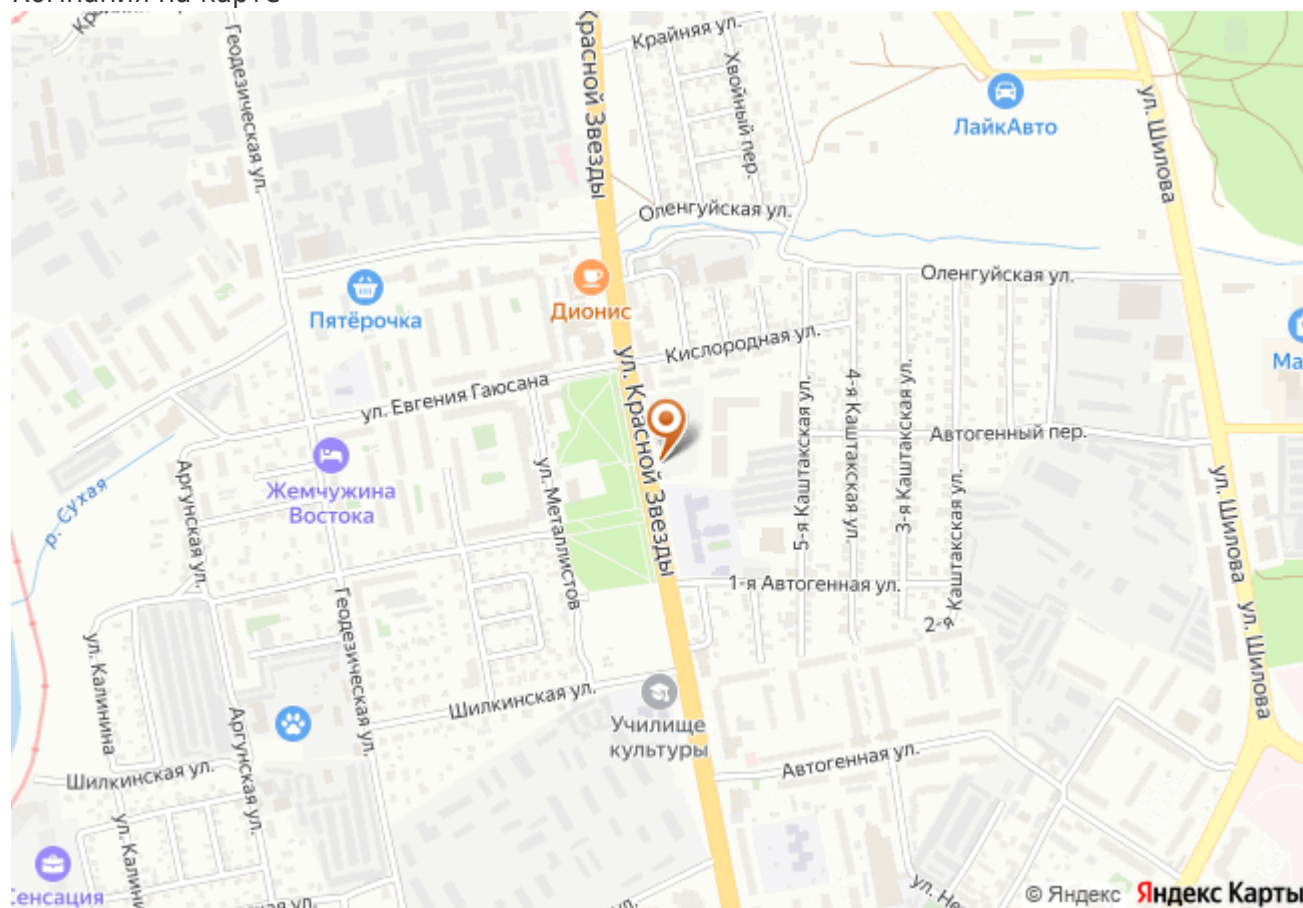 Компания на карте
Крайняя ул.
Красной Звезды
Геодезическая ул.
Хвойный пер.
ЛайкАвто
ул. Шилова
Оленгуйская ул.
Оленгуйская ул.
Пятёрочка
Дионис
Кислородная ул.
ул. Красной Звезды
ул. Евгения Гаюсана
Автогенный пер.
5-я Каштакская ул.
4-я Каштакская ул.
3-я Каштакская ул.
2-я Каштакская ул.
Жемчужина
Востока
р. Сухая
Аргунская ул.
ул. Металлистов
ул. Шилова
1-я Автогенная ул.
ул. Калинина
Геодезическая ул.
ул. Шилова
Шилкинская ул.
Училище
культуры
Аргунская ул.
Шилкинская ул.
Автогенная ул.
Сенсация
© Яндекс Яндекс Карты